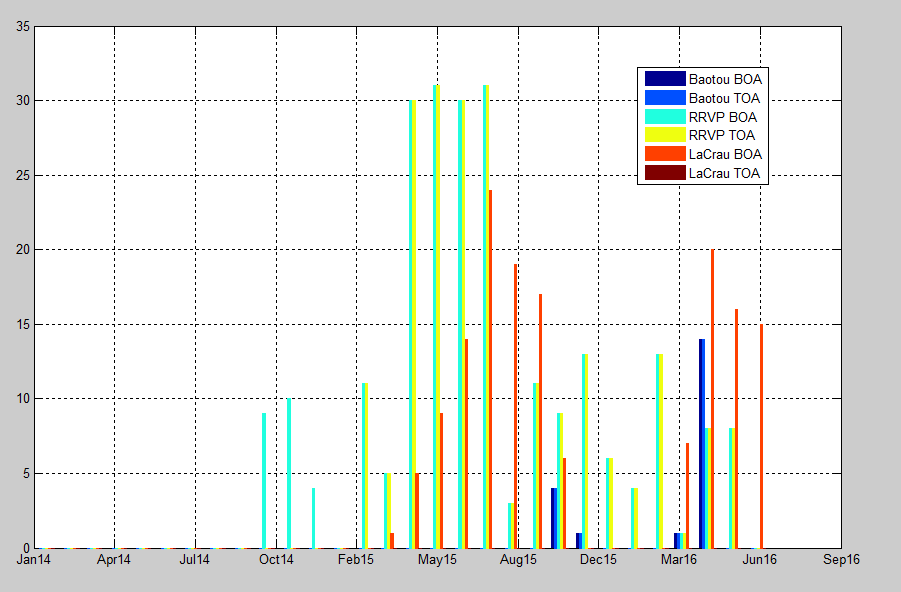 35
30
25
20
15
10
5
0
Baotou BOA
Baotou TOA
RRVP BOA
RRVP TOA
LaCrau BOA
LaCrau TOA
Jan14 Apr14 Jul14 Oct14 Feb15 May15 Aug15 Dec15 Mar16 Jun16 Sep16